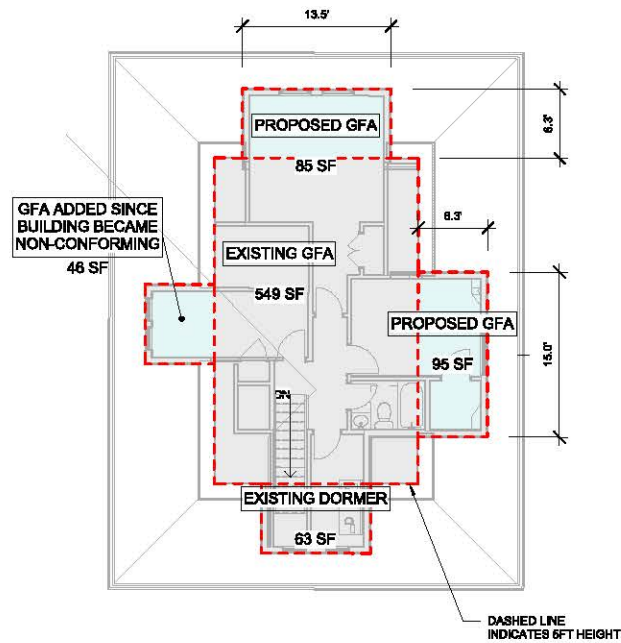 13.5'
PROPOSED GFA
85 SF
6.3'
GFA ADDED SINCE
BUILDING BECAME
NON-CONFORMING
46 SF
6.3'
EXISTING GFA
549 SF
PROPOSED GFA
95 SF
15.0'
EXISTING DORMER
63 SF
DASHED LINE
INDICATES 5FT HEIGHT